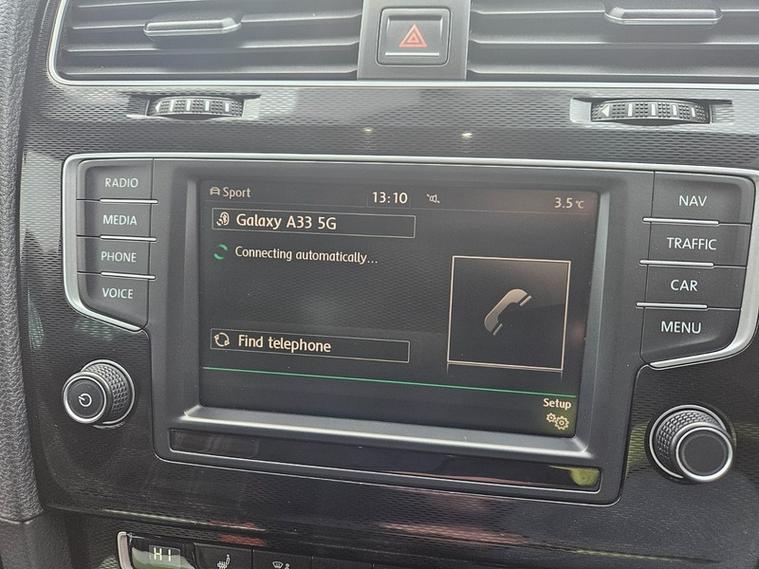 RADIO
MEDIA
PHONE
VOICE
Sport
13:10
3.5 °C
Galaxy A33 5G
Connecting automatically...
Find telephone
Setup
NAV
TRAFFIC
CAR
MENU
HI